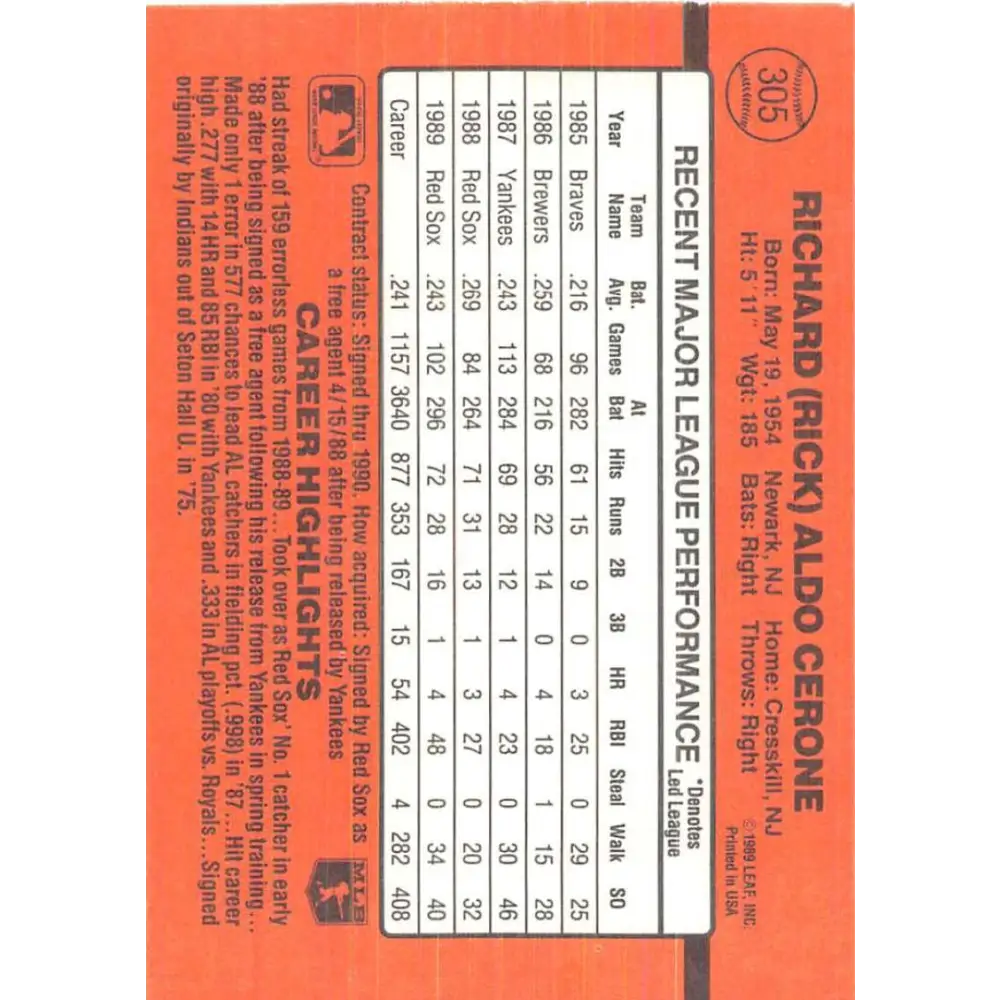 305
RICHARD (RICK) ALDO CERONE
Born: May 19, 1954 Newark, NJ Home: Cresskill, NJ
Ht: 5'11" Wgt: 185 Bats: Right Throws: Right
© 1989 LEAF, INC.
Printed in USA
RECENT MAJOR LEAGUE PERFORMANCE
*Denotes
Led League
Year Team Name Bat. Avg. Games At Bat Hits Runs 2B 3B HR RBI Steal Walk SO
1985 Braves .216 96 282 61 15 9 0 3 25 0 29 25
1986 Brewers .259 68 216 56 22 14 0 4 18 1 15 28
1987 Yankees .243 113 284 69 28 12 1 4 23 0 30 46
1988 Red Sox .269 84 264 71 31 13 1 3 27 0 20 32
1989 Red Sox .243 102 296 72 28 16 1 4 48 0 34 40
Career .241 1157 3640 877 353 167 15 54 402 4 282 408
Contract status: Signed thru 1990. How acquired: Signed by Red Sox as
a free agent 4/15/88 after being released by Yankees
MLB
CAREER HIGHLIGHTS
Had streak of 159 errorless games from 1988-89...Took over as Red Sox' No. 1 catcher in early
'88 after being signed as a free agent following his release from Yankees in spring training...
Made only 1 error in 577 chances to lead AL catchers in fielding pct. (.998) in '87...Hit career
high .277 with 14 HR and 85 RBI in '80 with Yankees and .333 in AL playoffs vs. Royals...Signed
originally by Indians out of Seton Hall U. in '75.